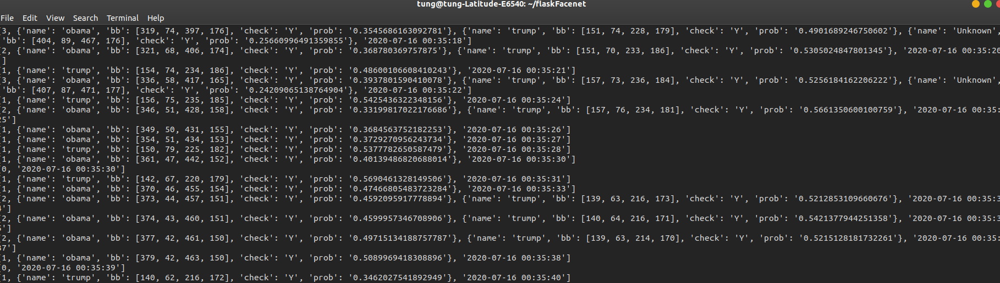 tung@tung-Latitude-E6540: ~/flaskFacenet
File Edit View Search Terminal Help
[3, {'name': 'obama', 'bb': [319, 74, 397, 176], 'check': 'Y', 'prob': '0.3545686163092781'}, {'name': 'trump', 'bb': [151, 74, 228, 179], 'check': 'Y', 'prob': '0.4901689246750602'}, {'name': 'Unknown',
'bb': [404, 89, 467, 176], 'check': 'Y', 'prob': '0.25660996491359855'}, '2020-07-16 00:35:18']
[2, {'name': 'obama', 'bb': [321, 68, 406, 174], 'check': 'Y', 'prob': '0.368780369757875'}, {'name': 'trump', 'bb': [151, 70, 233, 186], 'check': 'Y', 'prob': '0.5305024847801345'}, '2020-07-16 00:35:20
']
[1, {'name': 'trump', 'bb': [154, 74, 234, 186], 'check': 'Y', 'prob': '0.48600106608410243'}, '2020-07-16 00:35:21']
[3, {'name': 'obama', 'bb': [336, 58, 417, 165], 'check': 'Y', 'prob': '0.3937801590410078'}, {'name': 'trump', 'bb': [157, 73, 236, 184], 'check': 'Y', 'prob': '0.5256184162206222'}, {'name': 'Unknown',
'bb': [407, 87, 471, 177], 'check': 'Y', 'prob': '0.24209065138764904'}, '2020-07-16 00:35:22']
[1, {'name': 'trump', 'bb': [156, 75, 235, 185], 'check': 'Y', 'prob': '0.5425436322348156'}, '2020-07-16 00:35:24']
[2, {'name': 'obama', 'bb': [346, 51, 428, 158], 'check': 'Y', 'prob': '0.33199817022176686'}, {'name': 'trump', 'bb': [157, 76, 234, 181], 'check': 'Y', 'prob': '0.5661350600100759'}, '2020-07-16 00:35:
25']
[1, {'name': 'obama', 'bb': [349, 50, 431, 155], 'check': 'Y', 'prob': '0.3684563752182253'}, '2020-07-16 00:35:26']
[1, {'name': 'obama', 'bb': [354, 51, 434, 153], 'check': 'Y', 'prob': '0.3729270956243734'}, '2020-07-16 00:35:27']
[1, {'name': 'trump', 'bb': [150, 79, 225, 182], 'check': 'Y', 'prob': '0.5377782650587479'}, '2020-07-16 00:35:28']
[1, {'name': 'obama', 'bb': [361, 47, 442, 152], 'check': 'Y', 'prob': '0.40139486820688014'}, '2020-07-16 00:35:30']
[0, '2020-07-16 00:35:30']
[1, {'name': 'trump', 'bb': [142, 67, 220, 179], 'check': 'Y', 'prob': '0.5690461328149506'}, '2020-07-16 00:35:31']
[1, {'name': 'obama', 'bb': [370, 46, 455, 154], 'check': 'Y', 'prob': '0.47466805483723284'}, '2020-07-16 00:35:33']
[2, {'name': 'obama', 'bb': [373, 44, 457, 151], 'check': 'Y', 'prob': '0.4592095917778894'}, {'name': 'trump', 'bb': [139, 63, 216, 173], 'check': 'Y', 'prob': '0.5212853109660676'}, '2020-07-16 00:35:3
4']
[2, {'name': 'obama', 'bb': [374, 43, 460, 151], 'check': 'Y', 'prob': '0.4599957346708906'}, {'name': 'trump', 'bb': [140, 64, 216, 171], 'check': 'Y', 'prob': '0.5421377944251358'}, '2020-07-16 00:35:3
5']
[2, {'name': 'obama', 'bb': [377, 42, 461, 150], 'check': 'Y', 'prob': '0.49715134188757787'}, {'name': 'trump', 'bb': [139, 63, 214, 170], 'check': 'Y', 'prob': '0.5215128181732261'}, '2020-07-16 00:35:
37']
[1, {'name': 'obama', 'bb': [379, 42, 463, 150], 'check': 'Y', 'prob': '0.5089969418308896'}, '2020-07-16 00:35:38']
[0, '2020-07-16 00:35:39']
[1, {'name': 'trump', 'bb': [140, 62, 216, 172], 'check': 'Y', 'prob': '0.3462027541892949'}, '2020-07-16 00:35:40']